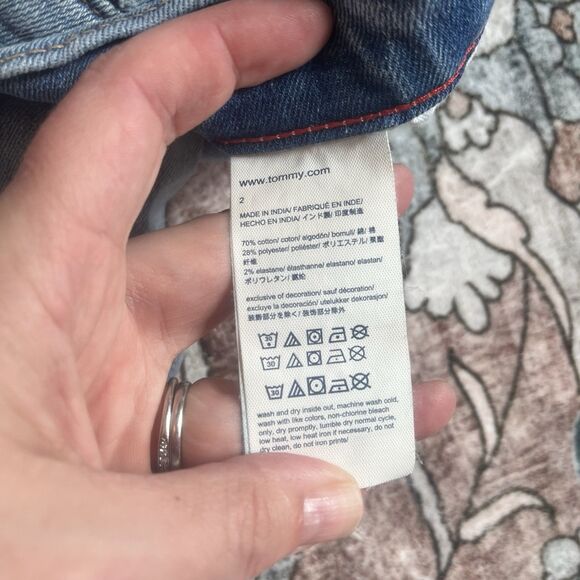 www.tommy.com
2
MADE IN INDIA/ FABRIQUÉ EN INDE/
HECHO EN INDIA/ インド製/ 印度制造
70% cotton/ coton/ algodón/ bomull/ 綿/ 棉
28% polyester/ poliéster/ ポリエステル/ 聚酯
纤维
2% elastane/ élasthanne/ elastano/ elastan/
ポリウレタン/ 氨纶
exclusive of decoration/ sauf décoration/
excluye la decoración/ utelukker dekorasjon/
装飾部分除く/ 装饰部分除外
30
30
30
wash and dry inside out, machine wash cold,
wash with like colors, non-chlorine bleach
only, dry promptly, tumble dry normal cycle,
low heat, low heat iron if necessary, do not
dry clean, do not iron prints/